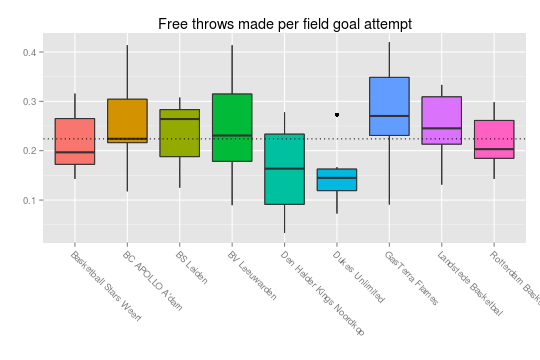 Free throws made per field goal attempt
0.4
0.3
0.2
0.1
Basketball Stars Weert
BC APOLLO A'dam
BS Leiden
BV Leeuwarden
Den Helder Kings Noordkop
Dukes Unlimited
GasTerra Flames
Landstede Basketbal
Rotterdam Bask